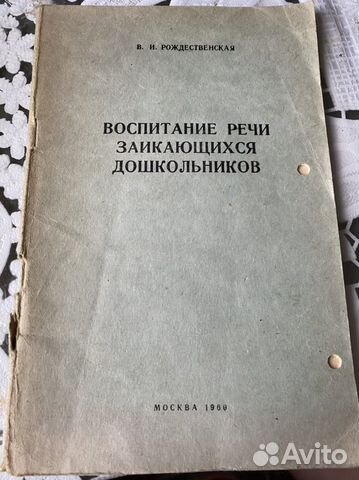 В. И. РОЖДЕСТВЕНСКАЯ
ВОСПИТАНИЕ РЕЧИ
ЗАИКАЮЩИХСЯ
ДОШКОЛЬНИКОВ
МОСКВА 1960
Avito